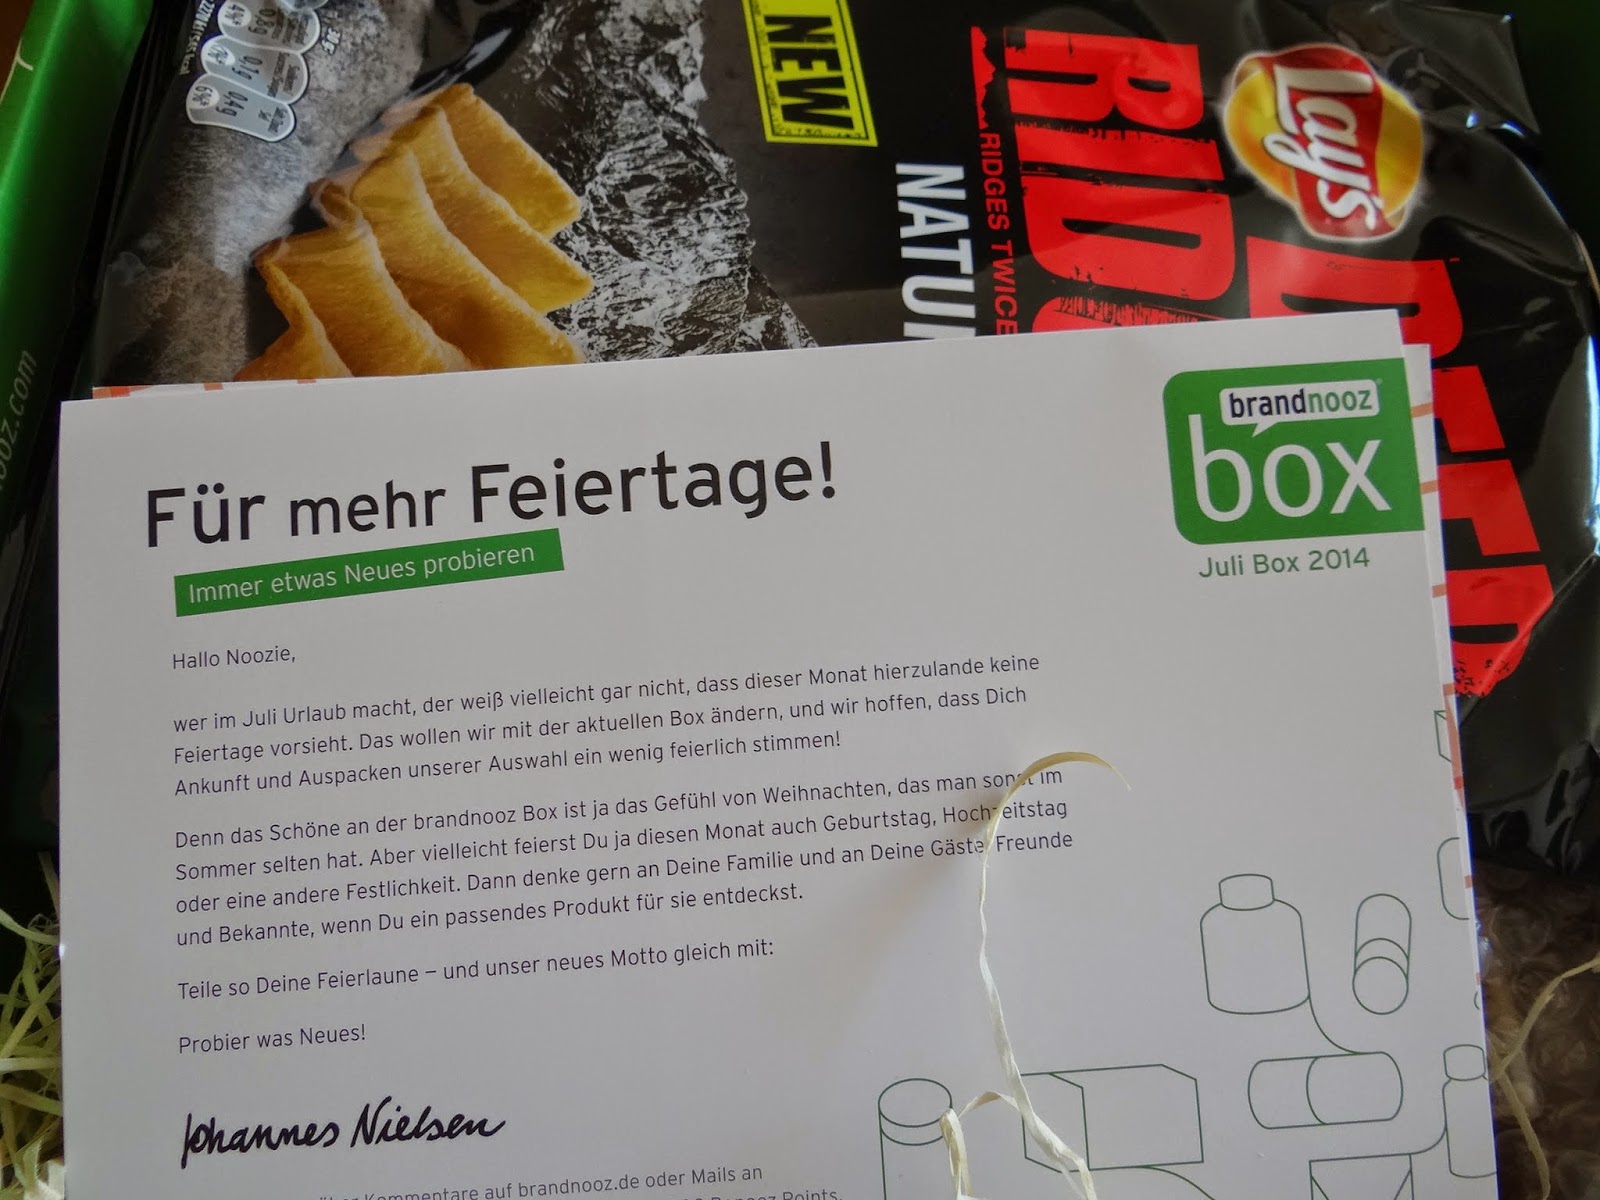 NEW
Lay's
RIDGES TWICE
brandnooz
box
Juli Box 2014
Für mehr Feiertage!
Immer etwas Neues probieren
Hallo Noozie,
wer im Juli Urlaub macht, der weiß vielleicht gar nicht, dass dieser Monat hierzulande keine
Feiertage vorsieht. Das wollen wir mit der aktuellen Box ändern, und wir hoffen, dass Dich
Ankunft und Auspacken unserer Auswahl ein wenig feierlich stimmen!
Denn das Schöne an der brandnooz Box ist ja das Gefühl von Weihnachten, das man sonst im
Sommer selten hat. Aber vielleicht feierst Du ja diesen Monat auch Geburtstag, Hochzeitstag
oder eine andere Festlichkeit. Dann denke gern an Deine Familie und an Deine Gäste, Freunde
und Bekannte, wenn Du ein passendes Produkt für sie entdeckst.
Teile so Deine Feierlaune – und unser neues Motto gleich mit:
Probier was Neues!
Johannes Nielsen
Kommentare auf brandnooz.de oder Mails an